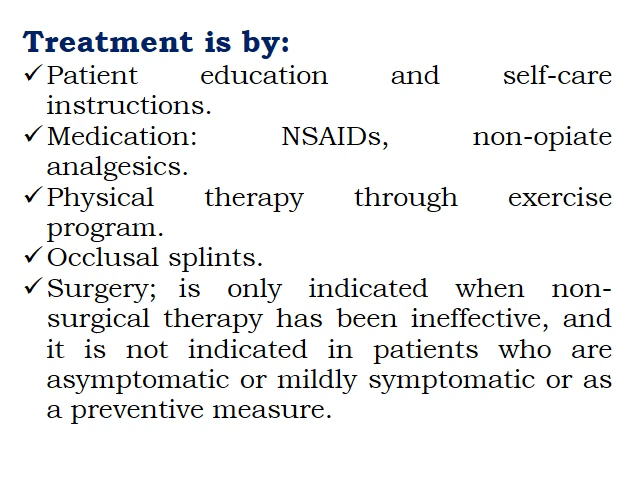 Treatment is by:
✓Patient education and self-care
instructions.
✓Medication: NSAIDs, non-opiate
analgesics.
✓Physical therapy through exercise
program.
✓Occlusal splints.
✓Surgery; is only indicated when non-
surgical therapy has been ineffective, and
it is not indicated in patients who are
asymptomatic or mildly symptomatic or as
a preventive measure.